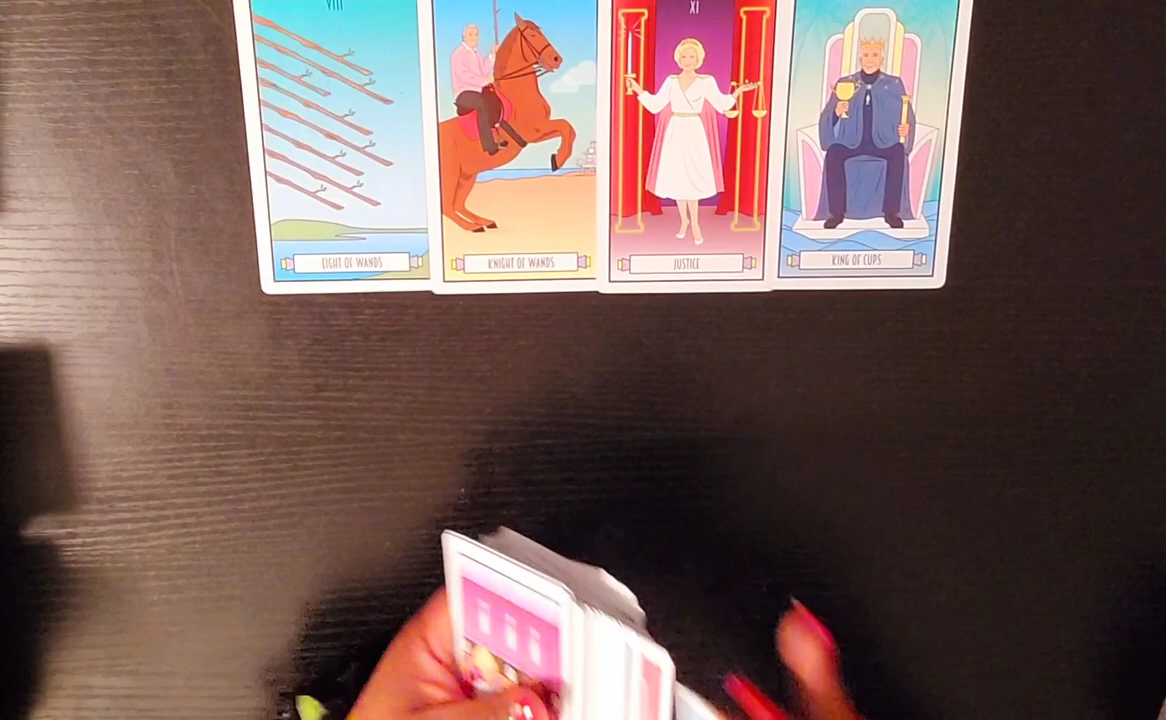 VIII
XI
EIGHT OF WANDS
KNIGHT OF WANDS
JUSTICE
KING OF CUPS